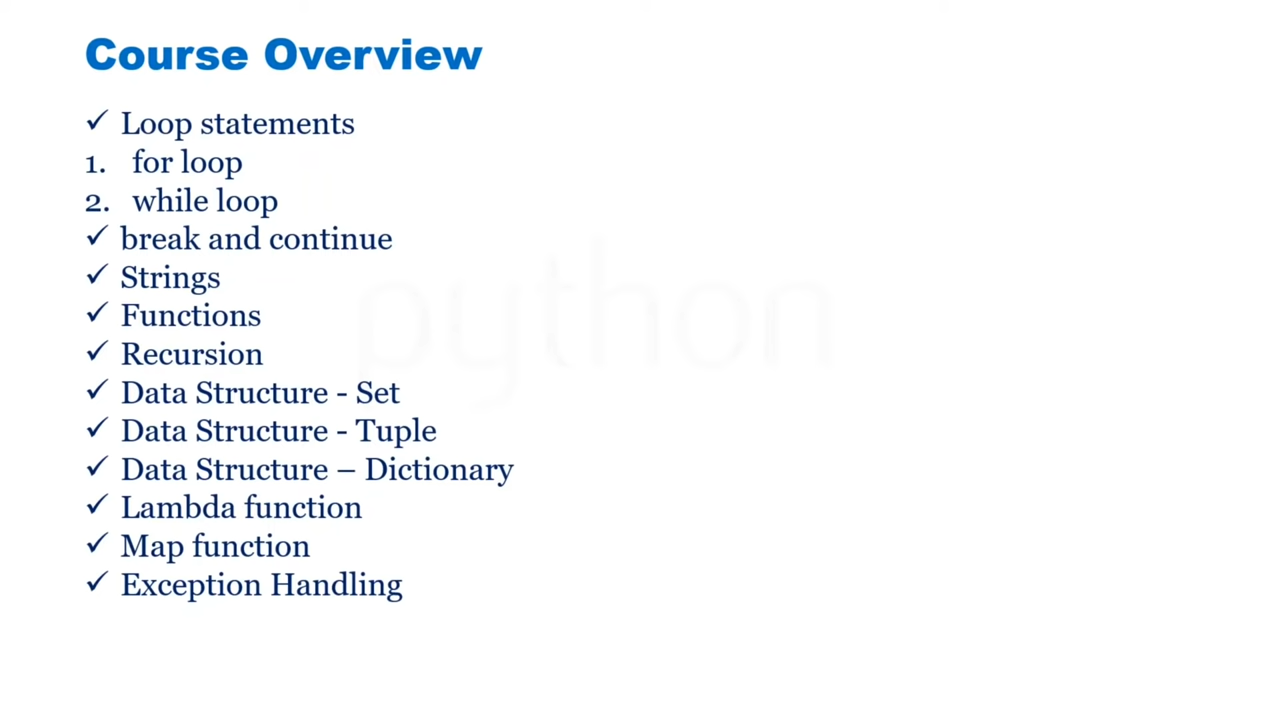 Course Overview
✓ Loop statements
1. for loop
2. while loop
✓ break and continue
✓ Strings
✓ Functions
✓ Recursion
✓ Data Structure - Set
✓ Data Structure - Tuple
✓ Data Structure – Dictionary
✓ Lambda function
✓ Map function
✓ Exception Handling
python